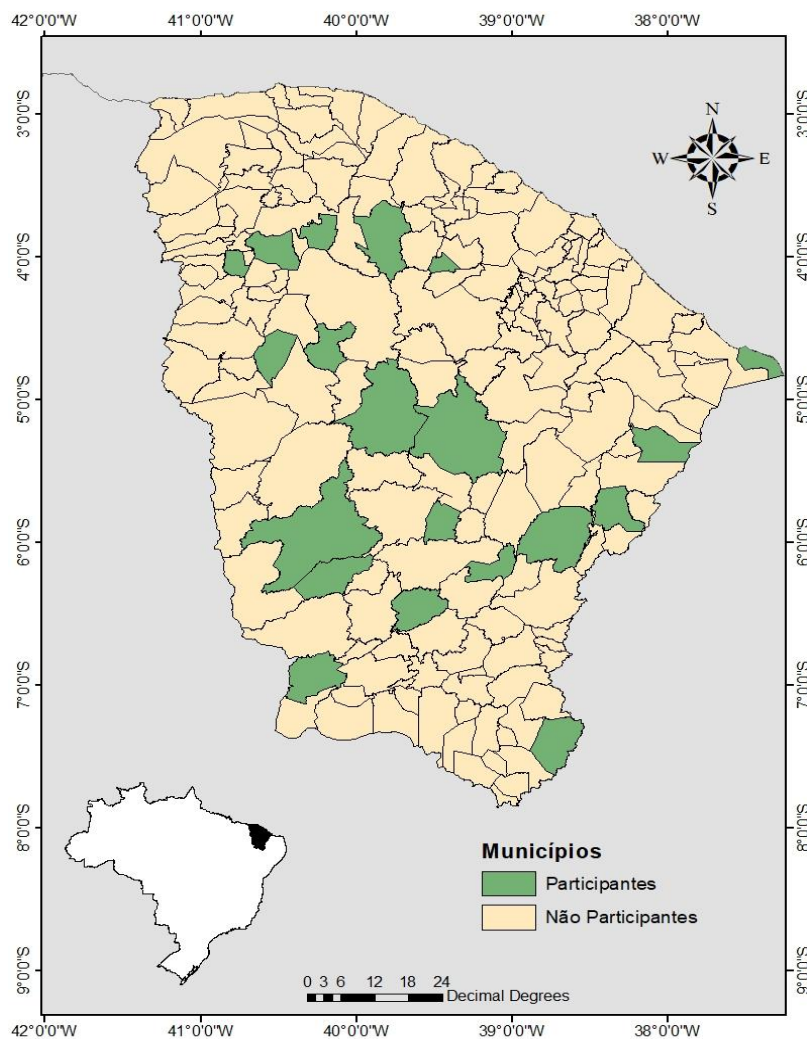 42°0'0"W 41°0'0"W 40°0'0"W 39°0'0"W 38°0'0"W
3°0'0"S 3°0'0"S
4°0'0"S 4°0'0"S
5°0'0"S 5°0'0"S
6°0'0"S 6°0'0"S
7°0'0"S 7°0'0"S
8°0'0"S 8°0'0"S
9°0'0"S 9°0'0"S
N
W E
S
Municípios
Participantes
Não Participantes
0 3 6 12 18 24
Decimal Degrees
42°0'0"W 41°0'0"W 40°0'0"W 39°0'0"W 38°0'0"W